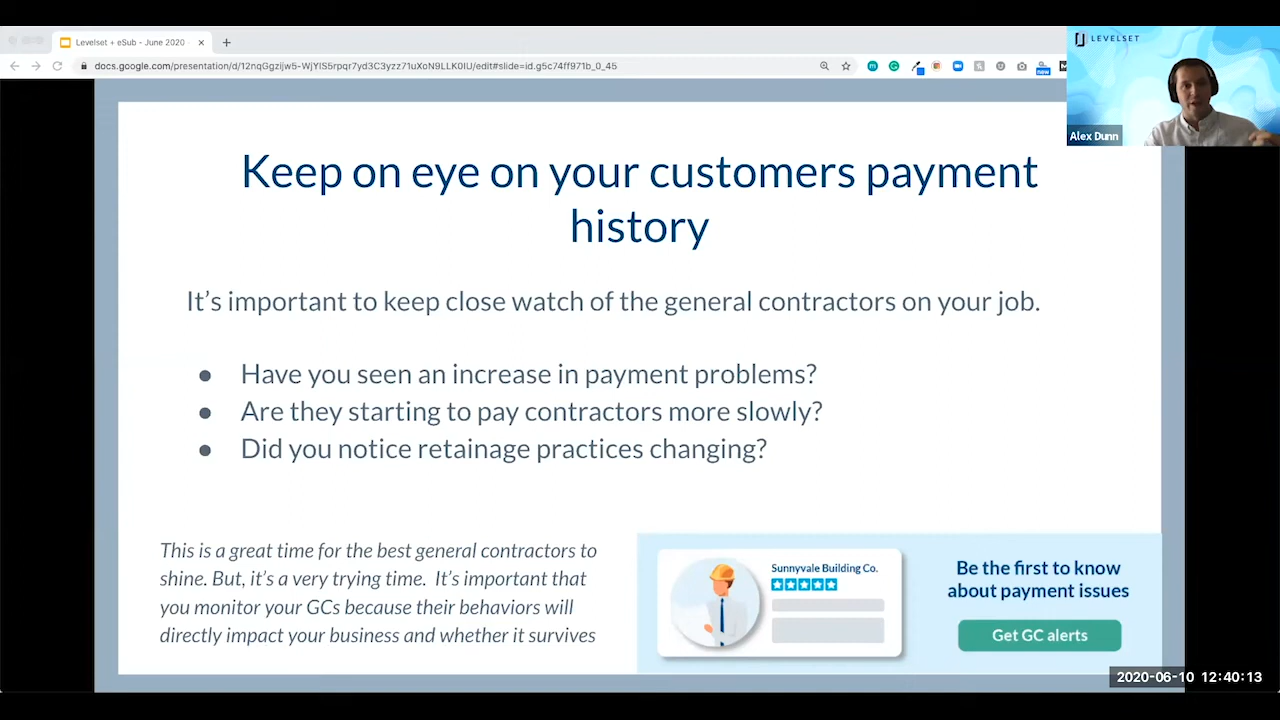 Levelset + eSub - June 2020
docs.google.com/presentation/d/12nqGgzijw5-WjYIS5rpqr7yd3C3yzz71uXoN9LLK0IU/edit#slide=id.g5c74ff971b_0_45
new
LEVELSET
Alex Dunn
Keep on eye on your customers payment
history
It's important to keep close watch of the general contractors on your job.
● Have you seen an increase in payment problems?
● Are they starting to pay contractors more slowly?
● Did you notice retainage practices changing?
This is a great time for the best general contractors to
shine. But, it's a very trying time. It's important that
you monitor your GCs because their behaviors will
directly impact your business and whether it survives
Sunnyvale Building Co.
Be the first to know
about payment issues
Get GC alerts
2020-06-10 12:40:13